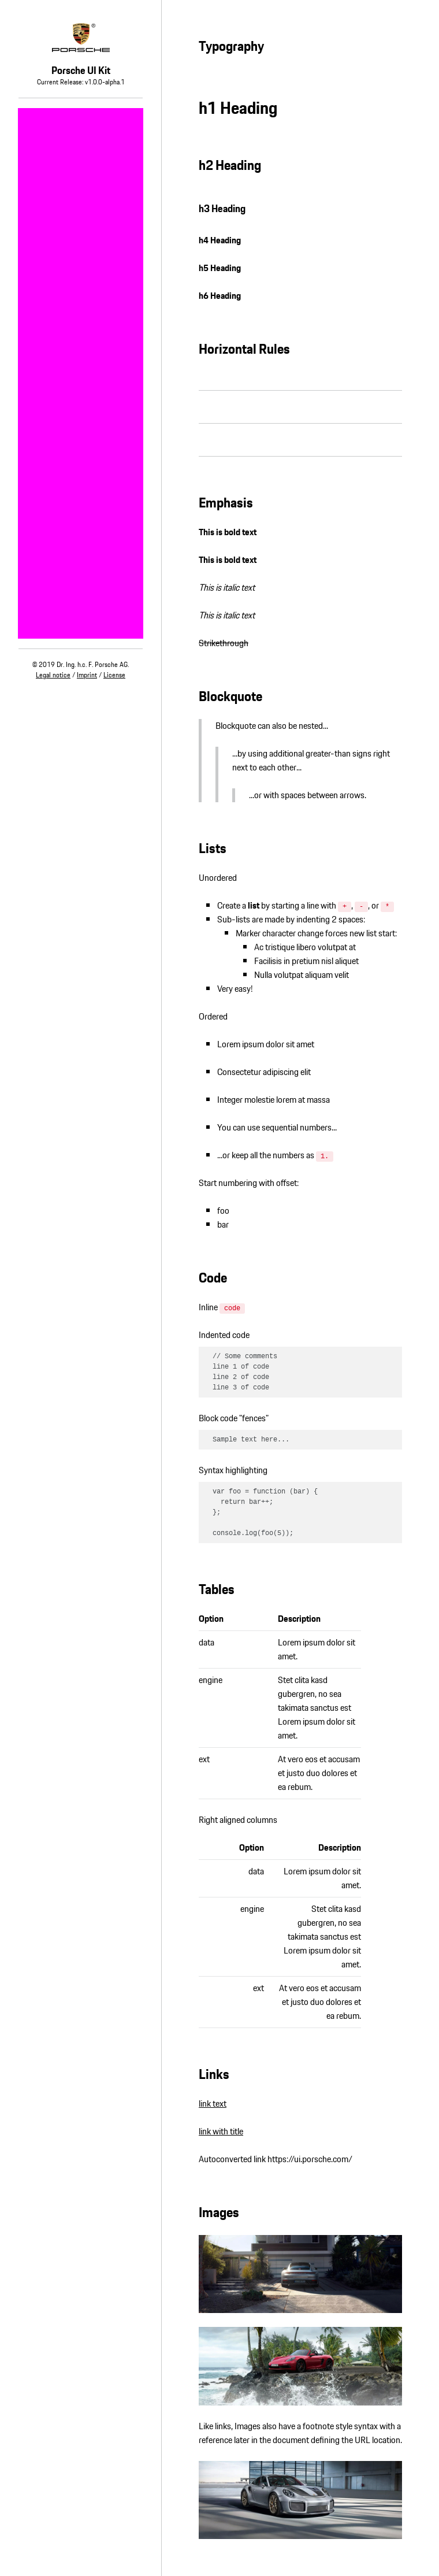 PORSCHE
Porsche UI Kit
Current Release: v1.0.0-alpha.1
© 2019 Dr. Ing. h.c. F. Porsche AG.
Legal notice / Imprint / License
Typography
h1 Heading
h2 Heading
h3 Heading
h4 Heading
h5 Heading
h6 Heading
Horizontal Rules
Emphasis
This is bold text
This is bold text
This is italic text
This is italic text
Strikethrough
Blockquote
Blockquote can also be nested...
...by using additional greater-than signs right
next to each other...
...or with spaces between arrows.
Lists
Unordered
Create a list by starting a line with + , - , or *
Sub-lists are made by indenting 2 spaces:
Marker character change forces new list start:
Ac tristique libero volutpat at
Facilisis in pretium nisl aliquet
Nulla volutpat aliquam velit
Very easy!
Ordered
Lorem ipsum dolor sit amet
Consectetur adipiscing elit
Integer molestie lorem at massa
You can use sequential numbers...
...or keep all the numbers as 1.
Start numbering with offset:
foo
bar
Code
Inline code
Indented code
// Some comments
line 1 of code
line 2 of code
line 3 of code
Block code "fences"
Sample text here...
Syntax highlighting
var foo = function (bar) {
return bar++;
};
console.log(foo(5));
Tables
Option Description
data Lorem ipsum dolor sit
amet.
engine Stet clita kasd
gubergren, no sea
takimata sanctus est
Lorem ipsum dolor sit
amet.
ext At vero eos et accusam
et justo duo dolores et
ea rebum.
Right aligned columns
Option Description
data Lorem ipsum dolor sit
amet.
engine Stet clita kasd
gubergren, no sea
takimata sanctus est
Lorem ipsum dolor sit
amet.
ext At vero eos et accusam
et justo duo dolores et
ea rebum.
Links
link text
link with title
Autoconverted link https://ui.porsche.com/
Images
Like links, Images also have a footnote style syntax with a
reference later in the document defining the URL location.